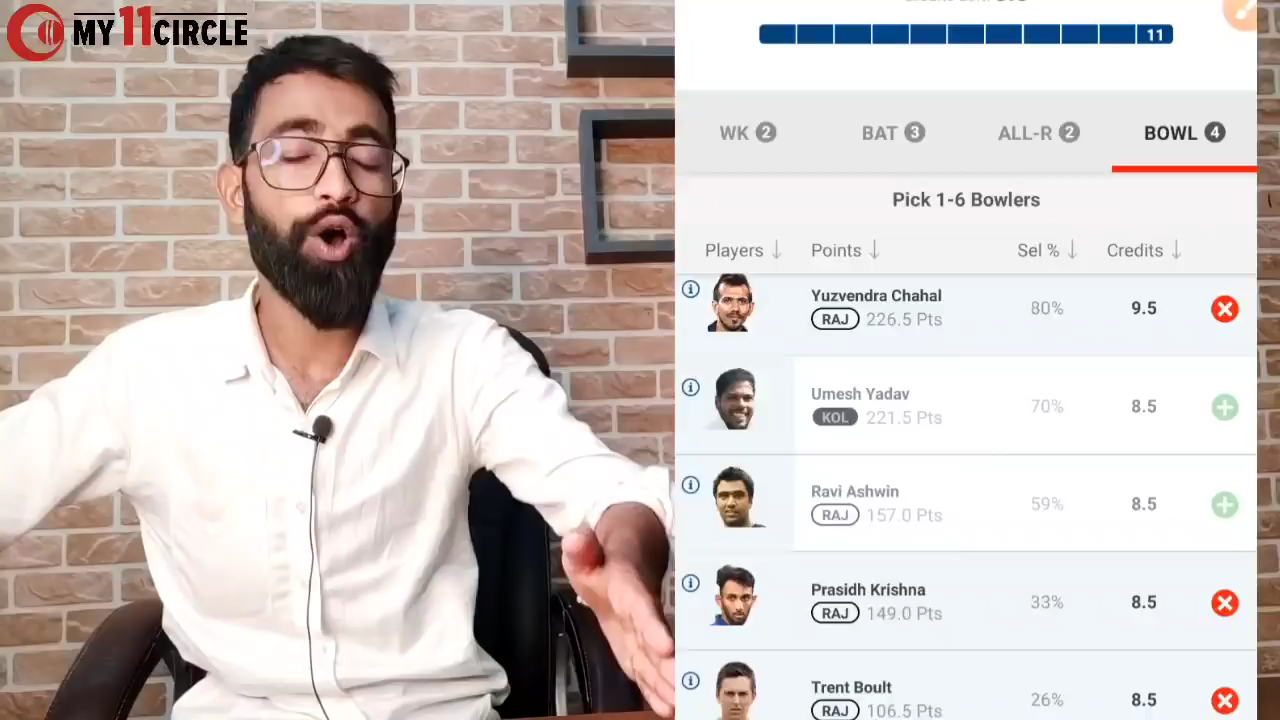 MY11CIRCLE
11
WK 2
BAT 3
ALL-R 2
BOWL 4
Pick 1-6 Bowlers
Players ↓ Points ↓ Sel % ↓ Credits ↓
Yuzvendra Chahal
RAJ 226.5 Pts
80% 9.5
Umesh Yadav
KOL 221.5 Pts
70% 8.5
Ravi Ashwin
RAJ 157.0 Pts
59% 8.5
Prasidh Krishna
RAJ 149.0 Pts
33% 8.5
Trent Boult
RAJ 106.5 Pts
26% 8.5